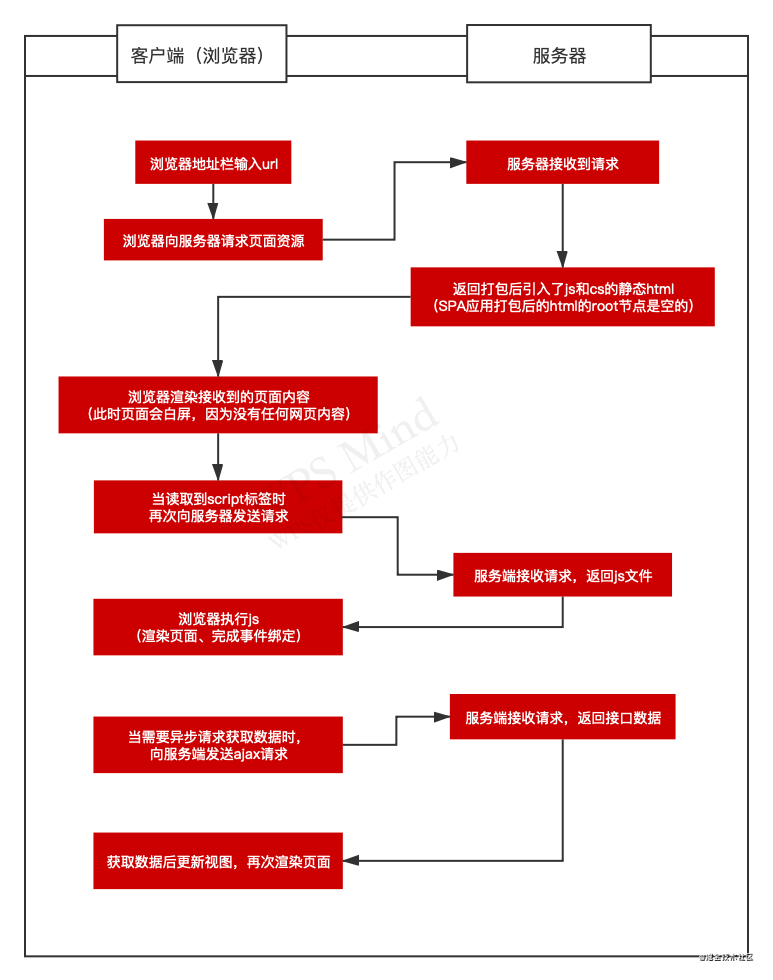 客户端（浏览器）
服务器
浏览器地址栏输入url
服务器接收到请求
浏览器向服务器请求页面资源
返回打包后引入了js和cs的静态html
（SPA应用打包后的html的root节点是空的）
浏览器渲染接收到的页面内容
（此时页面会白屏，因为没有任何网页内容）
当读取到script标签时
再次向服务器发送请求
服务端接收请求，返回js文件
浏览器执行js
（渲染页面、完成事件绑定）
服务端接收请求，返回接口数据
当需要异步请求获取数据时，
向服务端发送ajax请求
获取数据后更新视图，再次渲染页面
PS Mind
提供作图能力
@掘金技术社区